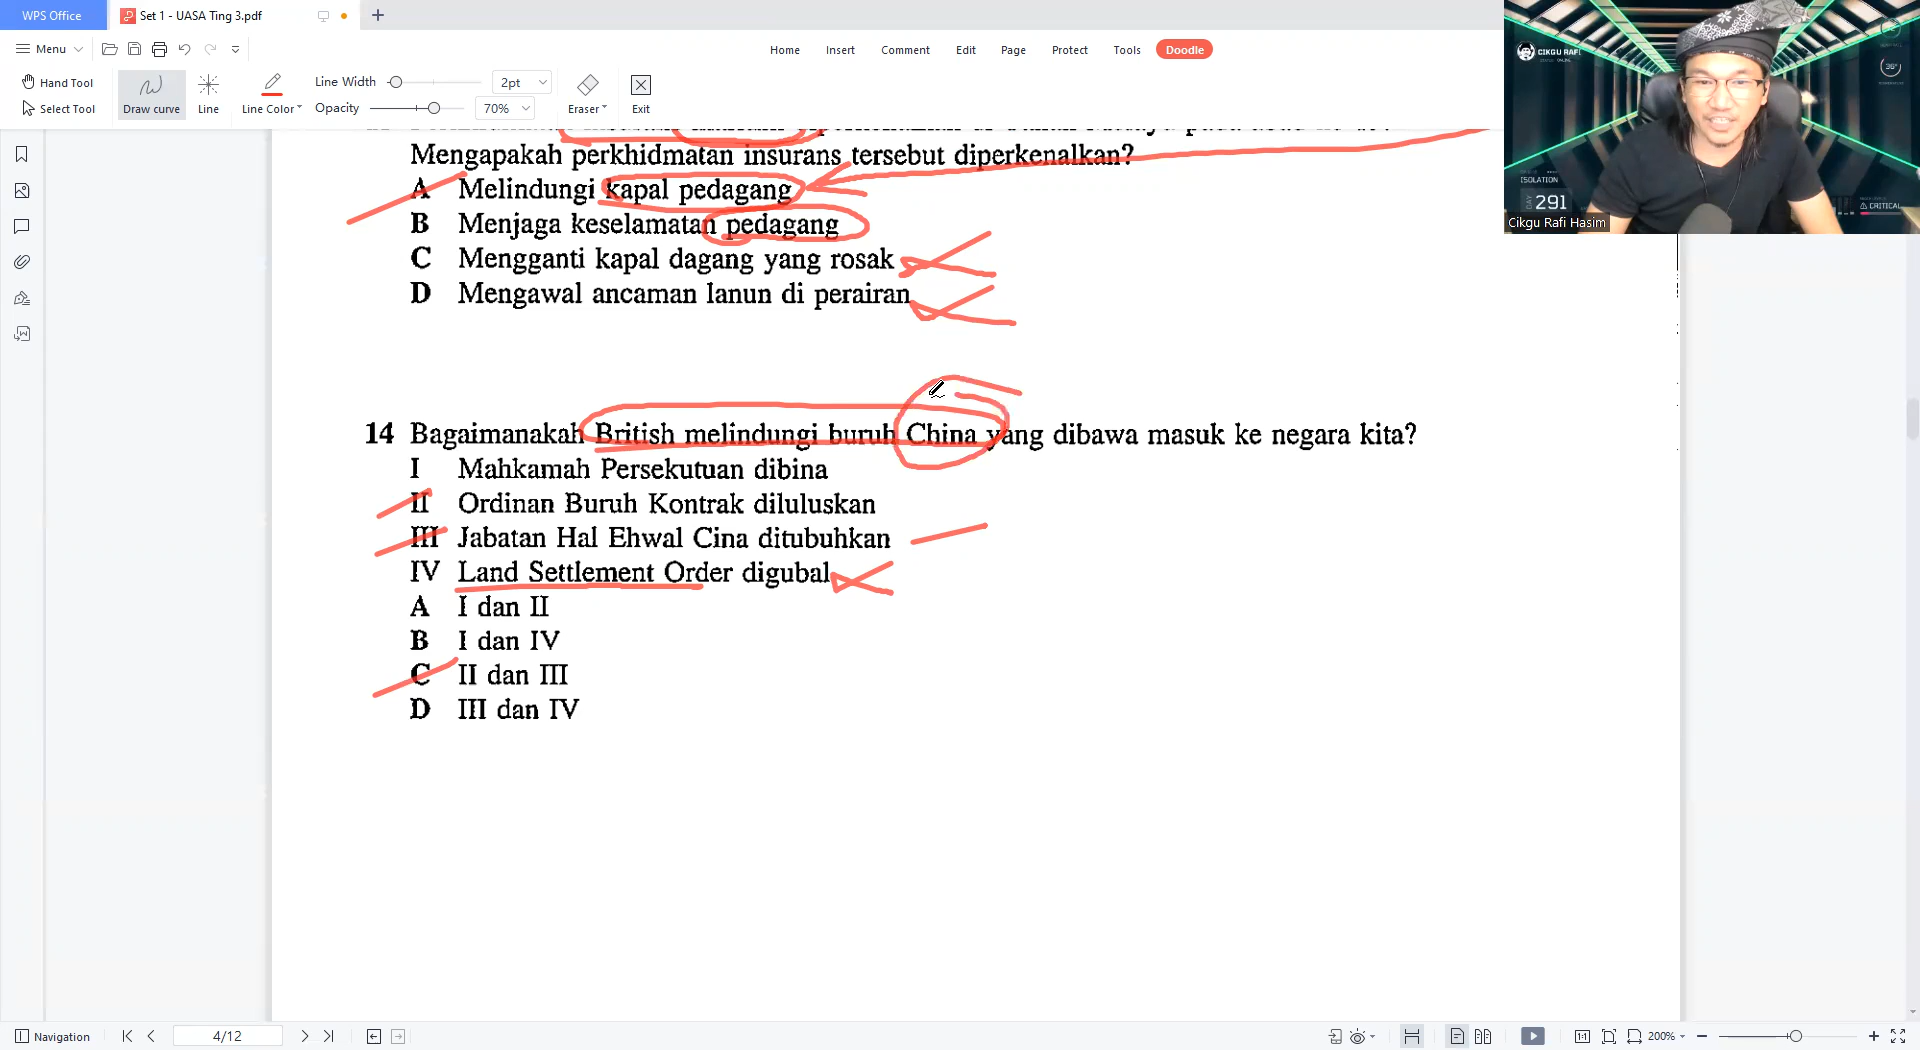 WPS Office
Set 1 - UASA Ting 3.pdf
Menu
Home Insert Comment Edit Page Protect Tools Doodle
Hand Tool
Select Tool
Draw curve
Line
Line Color
Line Width
2pt
Opacity
70%
Eraser
Exit
Mengapakah perkhidmatan insurans tersebut diperkenalkan?
A Melindungi kapal pedagang
B Menjaga keselamatan pedagang
C Mengganti kapal dagang yang rosak
D Mengawal ancaman lanun di perairan
14 Bagaimanakah British melindungi buruh China yang dibawa masuk ke negara kita?
I Mahkamah Persekutuan dibina
II Ordinan Buruh Kontrak diluluskan
III Jabatan Hal Ehwal Cina ditubuhkan
IV Land Settlement Order digubal
A I dan II
B I dan IV
C II dan III
D III dan IV
CIKGU RAFI
36°
ISOLATION
DAY 291
CRITICAL
Cikgu Rafi Hasim
Navigation
4/12
1:1
200%